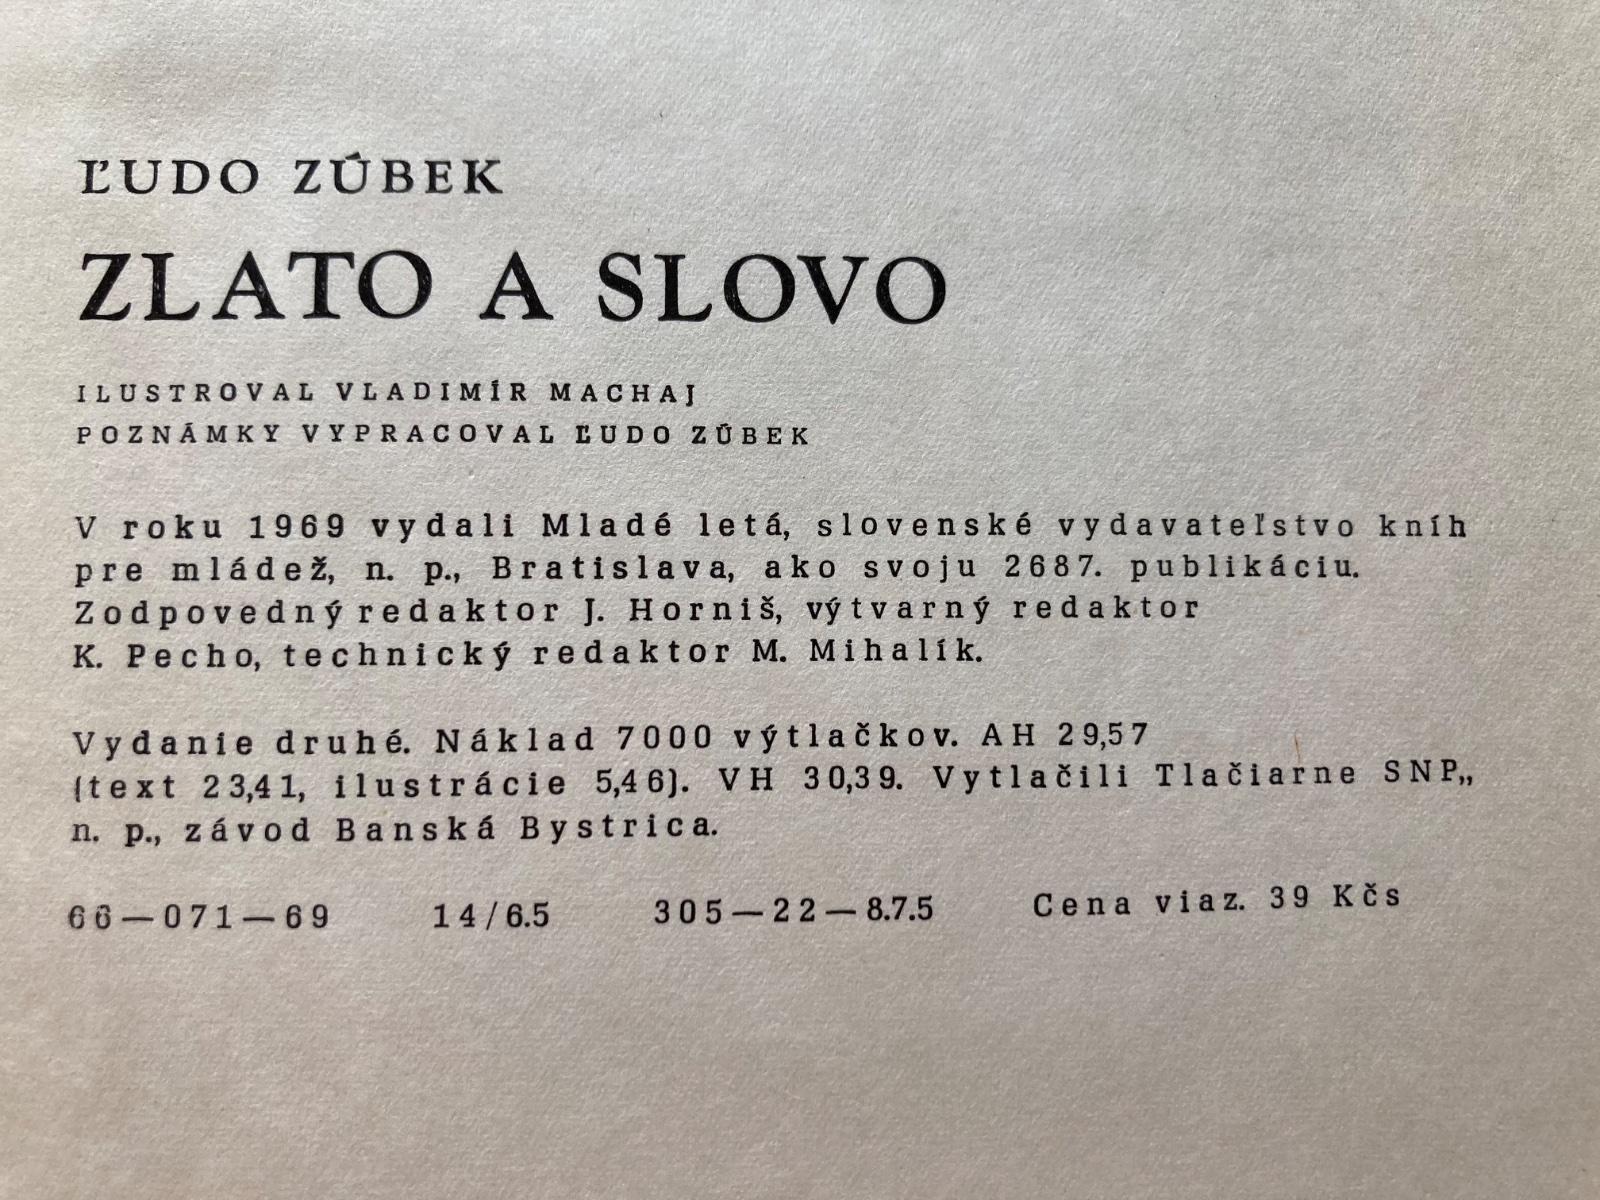 ĽUDO ZÚBEK
ZLATO A SLOVO
ILUSTROVAL VLADIMÍR MACHAJ
POZNÁMKY VYPRACOVAL ĽUDO ZÚBEK
V roku 1969 vydali Mladé letá, slovenské vydavateľstvo kníh
pre mládež, n. p., Bratislava, ako svoju 2687. publikáciu.
Zodpovedný redaktor J. Horniš, výtvarný redaktor
K. Pecho, technický redaktor M. Mihalík.
Vydanie druhé. Náklad 7000 výtlačkov. AH 29,57
(text 23,41, ilustrácie 5,46). VH 30,39. Vytlačili Tlačiarne SNP,,
n. p., závod Banská Bystrica.
66—071—69 14/6.5 305—22—8.7.5 Cena viaz. 39 Kčs